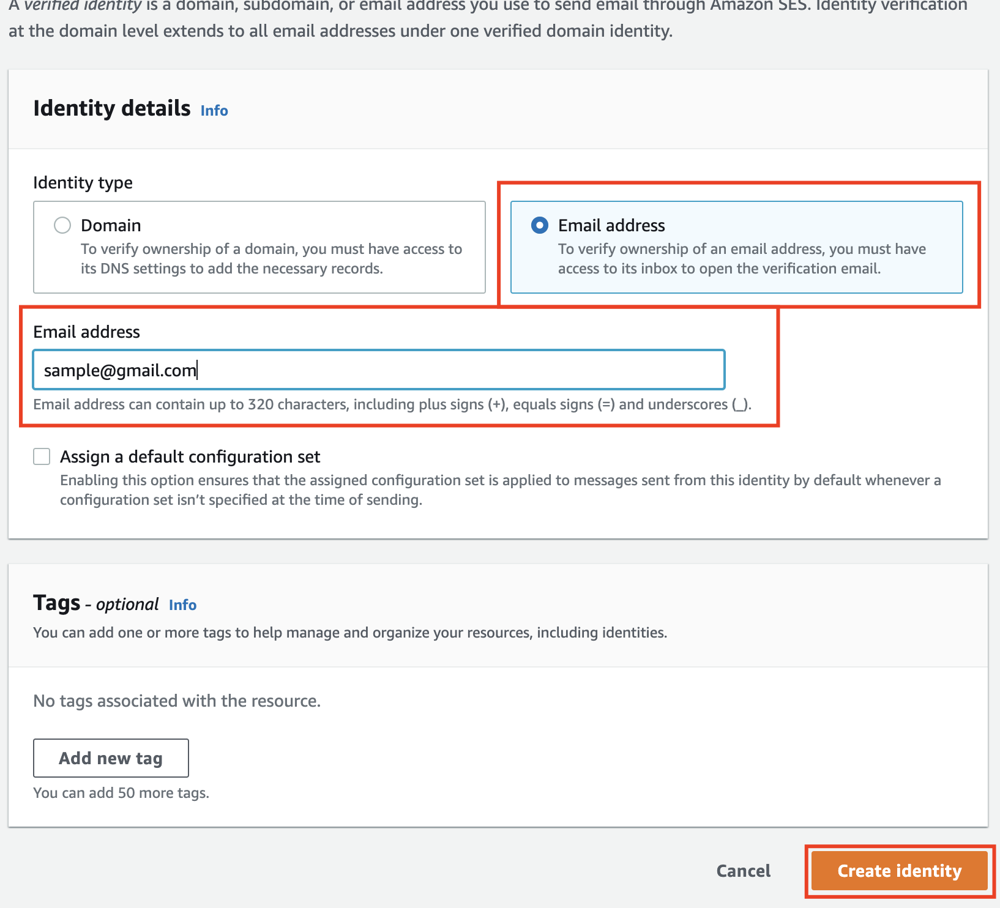 A verified identity is a domain, subdomain, or email address you use to send email through Amazon SES. Identity verification
at the domain level extends to all email addresses under one verified domain identity.
Identity details Info
Identity type
Domain
To verify ownership of a domain, you must have access to
its DNS settings to add the necessary records.
Email address
To verify ownership of an email address, you must have
access to its inbox to open the verification email.
Email address
sample@gmail.com
Email address can contain up to 320 characters, including plus signs (+), equals signs (=) and underscores (_).
Assign a default configuration set
Enabling this option ensures that the assigned configuration set is applied to messages sent from this identity by default whenever a
configuration set isn’t specified at the time of sending.
Tags - optional Info
You can add one or more tags to help manage and organize your resources, including identities.
No tags associated with the resource.
Add new tag
You can add 50 more tags.
Cancel Create identity